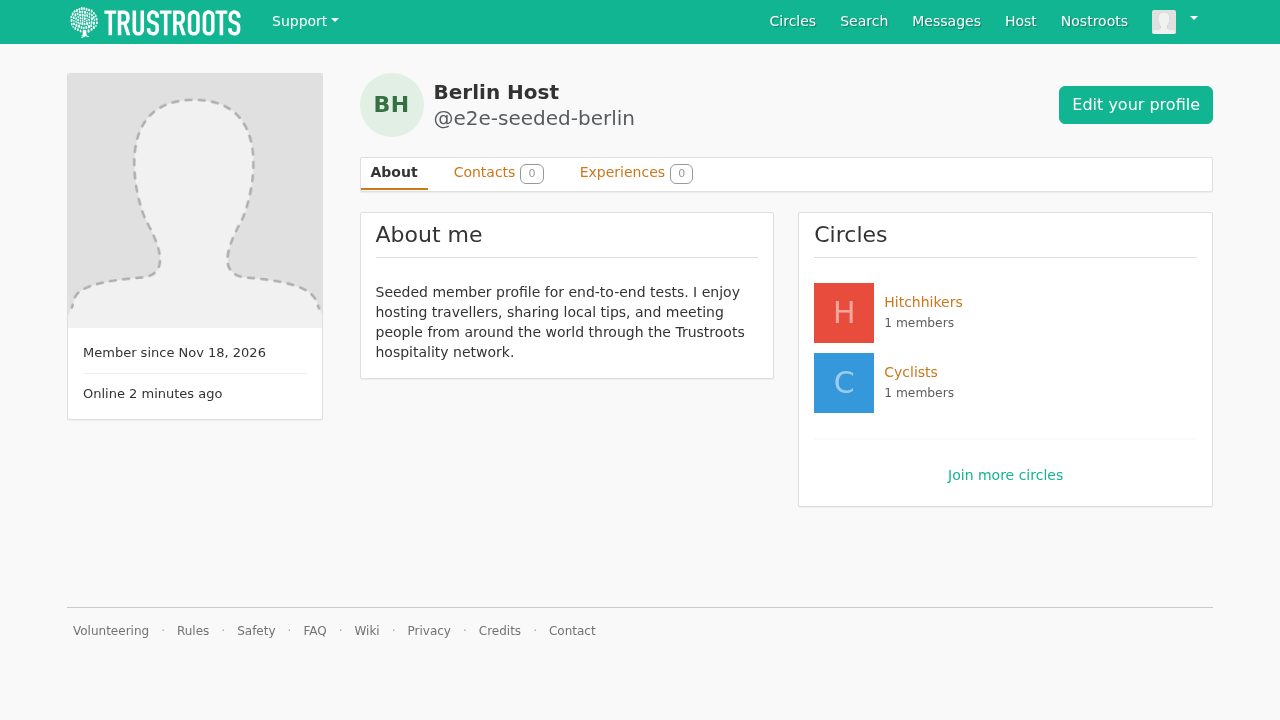 TRUSTROOTS
Support
Circles
Search
Messages
Host
Nostroots
BH
Berlin Host
@e2e-seeded-berlin
Edit your profile
About
Contacts 0
Experiences 0
Member since Nov 18, 2026
Online 2 minutes ago
About me
Seeded member profile for end-to-end tests. I enjoy
hosting travellers, sharing local tips, and meeting
people from around the world through the Trustroots
hospitality network.
Circles
H
Hitchhikers
1 members
C
Cyclists
1 members
Join more circles
Volunteering · Rules · Safety · FAQ · Wiki · Privacy · Credits · Contact